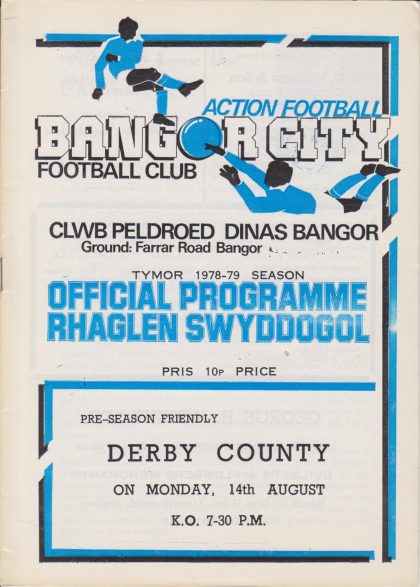 ACTION FOOTBALL
BANGOR CITY
FOOTBALL CLUB
CLWB PELDROED DINAS BANGOR
Ground: Farrar Road Bangor
TYMOR 1978-79 SEASON
OFFICIAL PROGRAMME
RHAGLEN SWYDDOGOL
PRIS 10p PRICE
PRE-SEASON FRIENDLY
DERBY COUNTY
ON MONDAY, 14th AUGUST
K.O. 7-30 P.M.